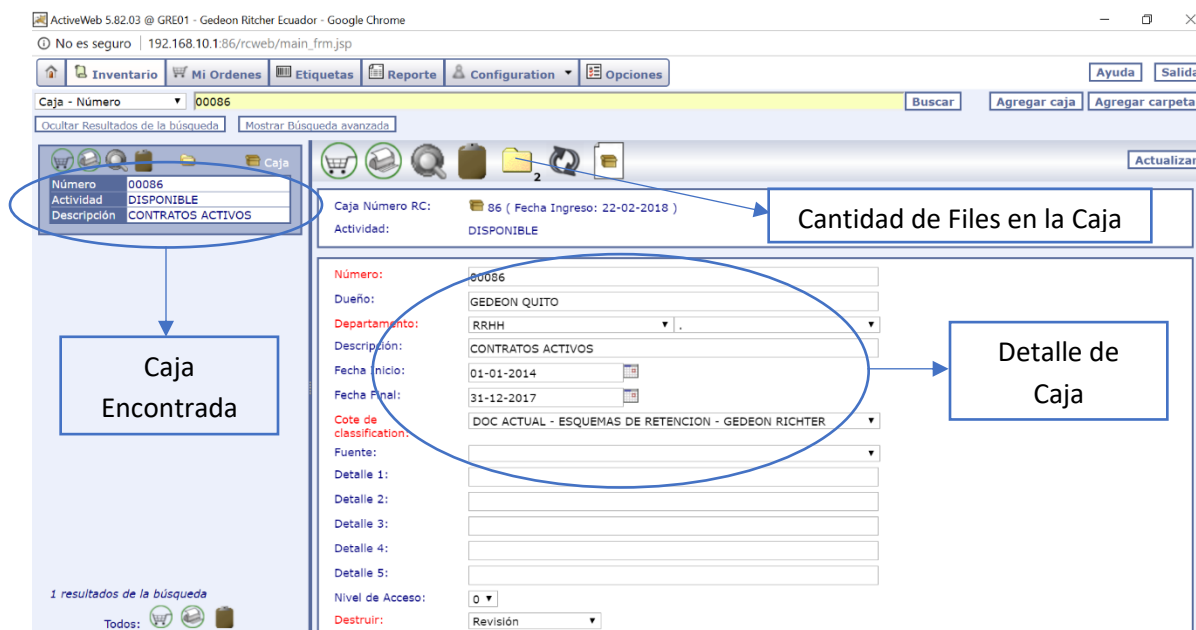 ActiveWeb 5.82.03 @ GRE01 - Gedeon Ritcher Ecuador - Google Chrome
No es seguro | 192.168.10.1:86/rcweb/main_frm.jsp
Inventario Mi Ordenes Etiquetas Reporte Configuration Opciones Ayuda Salida
Caja - Número 00086 Buscar Agregar caja Agregar carpeta
Ocultar Resultados de la búsqueda Mostrar Búsqueda avanzada
Caja
Número 00086
Actividad DISPONIBLE
Descripción CONTRATOS ACTIVOS
Caja
Encontrada
1 resultados de la búsqueda
Todos:
2
Actualizar
Caja Número RC: 86 ( Fecha Ingreso: 22-02-2018 )
Actividad: DISPONIBLE
Cantidad de Files en la Caja
Número: 00086
Dueño: GEDEON QUITO
Departamento: RRHH .
Descripción: CONTRATOS ACTIVOS
Fecha Inicio: 01-01-2014
Fecha Final: 31-12-2017
Cote de
classification: DOC ACTUAL - ESQUEMAS DE RETENCION - GEDEON RICHTER
Fuente:
Detalle 1:
Detalle 2:
Detalle 3:
Detalle 4:
Detalle 5:
Nivel de Acceso: 0
Destruir: Revisión
Detalle de
Caja